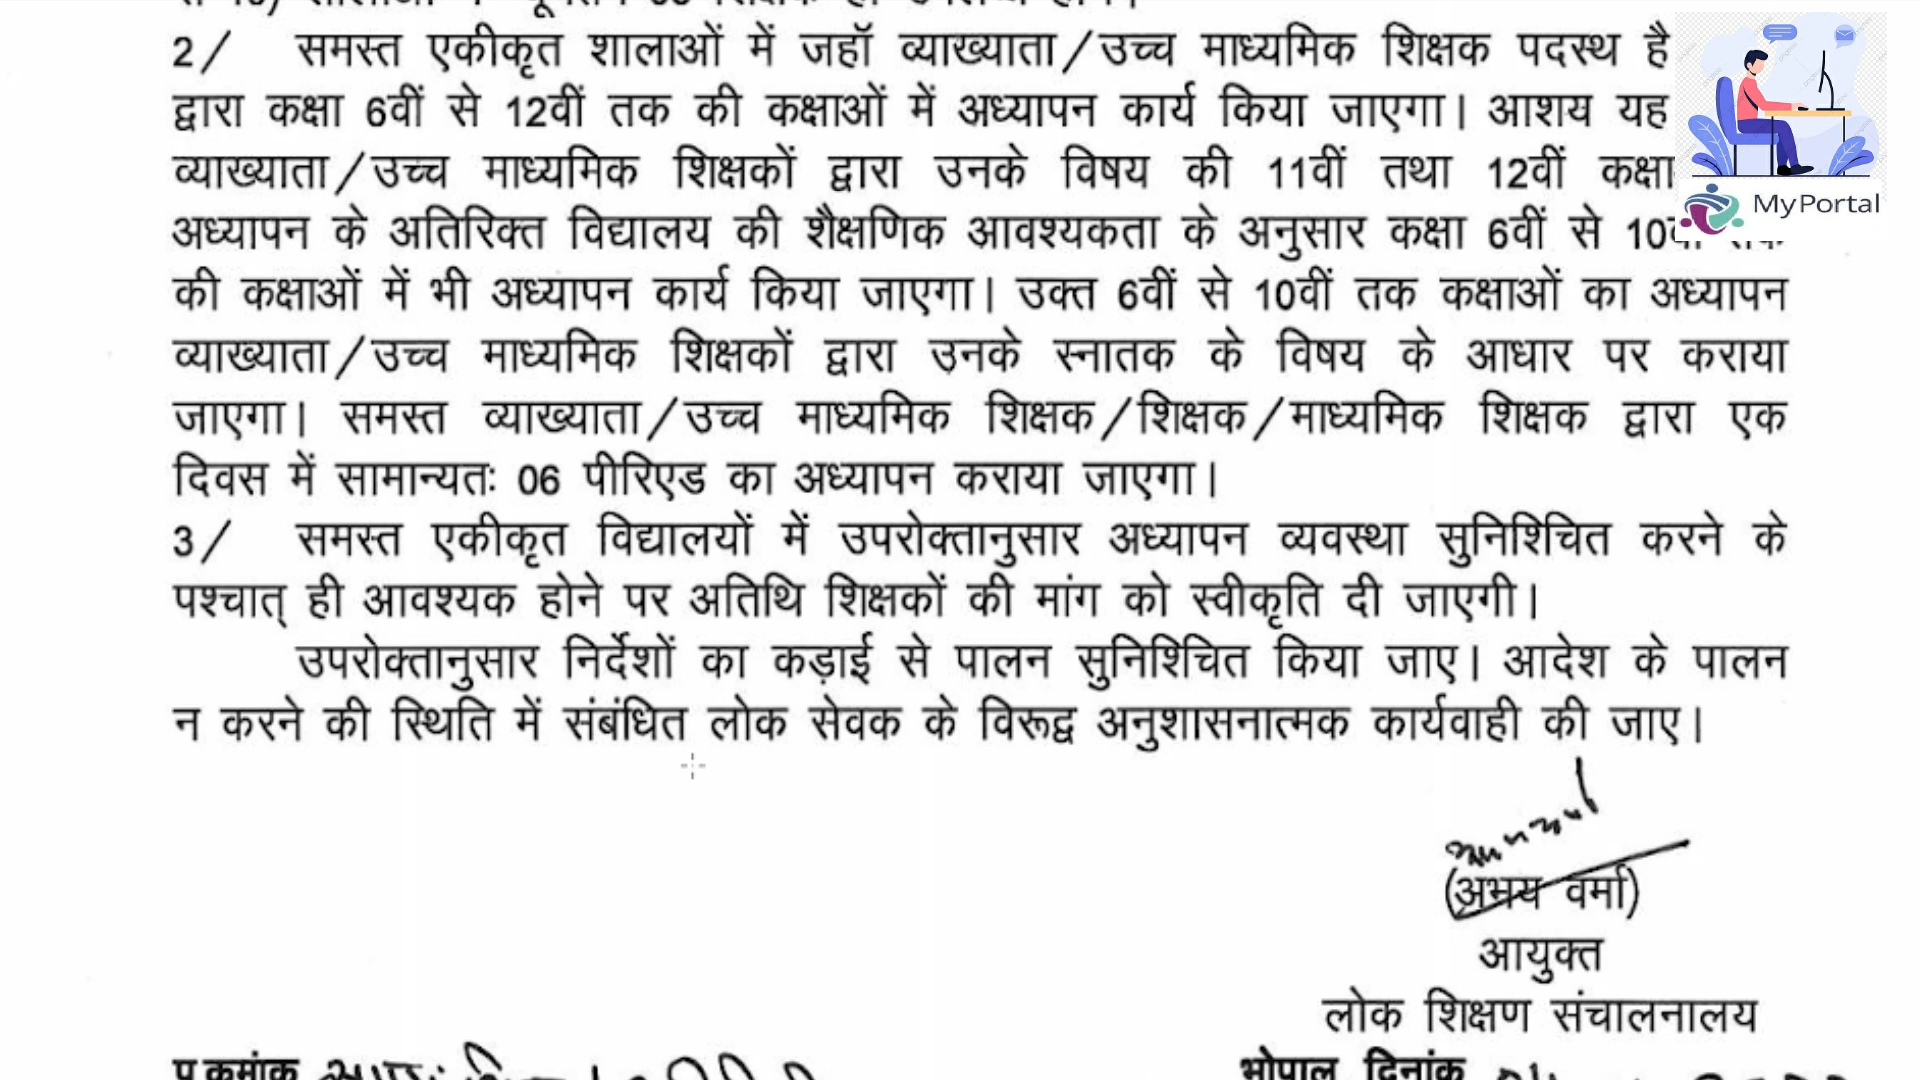 2/ समस्त एकीकृत शालाओं में जहॉ व्याख्याता/उच्च माध्यमिक शिक्षक पदस्थ है
द्वारा कक्षा 6वीं से 12वीं तक की कक्षाओं में अध्यापन कार्य किया जाएगा। आशय यह
व्याख्याता/उच्च माध्यमिक शिक्षकों द्वारा उनके विषय की 11वीं तथा 12वीं कक्षा
अध्यापन के अतिरिक्त विद्यालय की शैक्षणिक आवश्यकता के अनुसार कक्षा 6वीं से
की कक्षाओं में भी अध्यापन कार्य किया जाएगा। उक्त 6वीं से 10वीं तक कक्षाओं का अध्यापन
व्याख्याता/उच्च माध्यमिक शिक्षकों द्वारा उनके स्नातक के विषय के आधार पर कराया
जाएगा। समस्त व्याख्याता/उच्च माध्यमिक शिक्षक/शिक्षक/माध्यमिक शिक्षक द्वारा एक
दिवस में सामान्यतः 06 पीरिएड का अध्यापन कराया जाएगा।
3/ समस्त एकीकृत विद्यालयों में उपरोक्तानुसार अध्यापन व्यवस्था सुनिश्चित करने के
पश्चात् ही आवश्यक होने पर अतिथि शिक्षकों की मांग को स्वीकृति दी जाएगी।
उपरोक्तानुसार निर्देशों का कड़ाई से पालन सुनिश्चित किया जाए। आदेश के पालन
न करने की स्थिति में संबंधित लोक सेवक के विरूद्व अनुशासनात्मक कार्यवाही की जाए।
(अभय वर्मा)
आयुक्त
लोक शिक्षण संचालनालय
भोपाल दिनांक
MyPortal